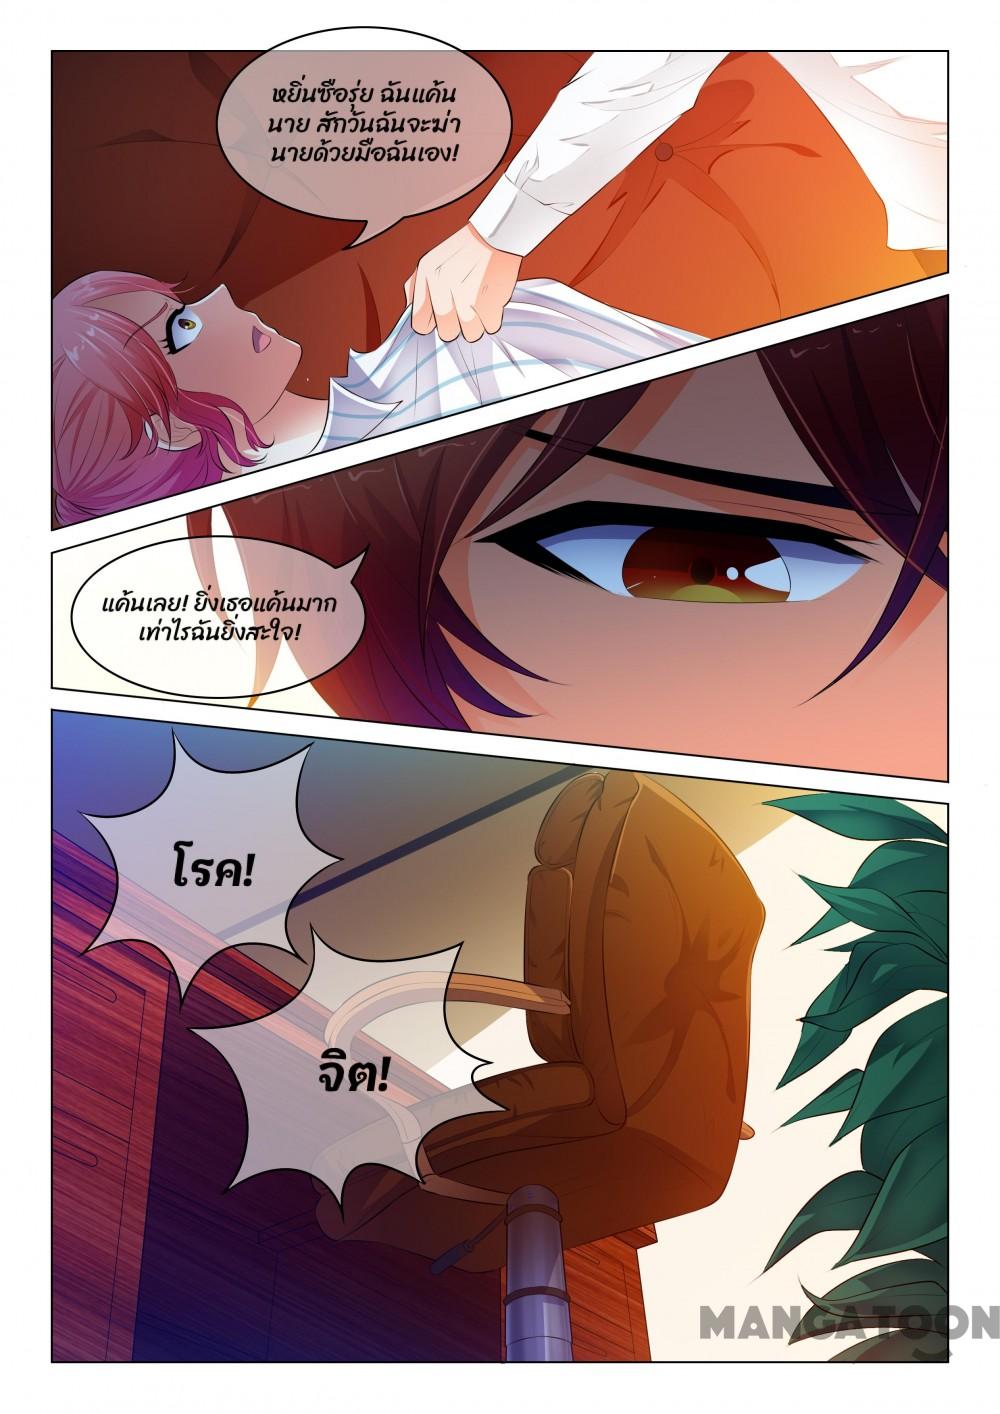 หยิ่นซือรุ่ย ฉันแค้น
นาย สักวันฉันจะฆ่า
นายด้วยมือฉันเอง!
แค้นเลย! ยิ่งเธอแค้นมาก
เท่าไรฉันยิ่งสะใจ!
โรค!
จิต!
MANGATOON